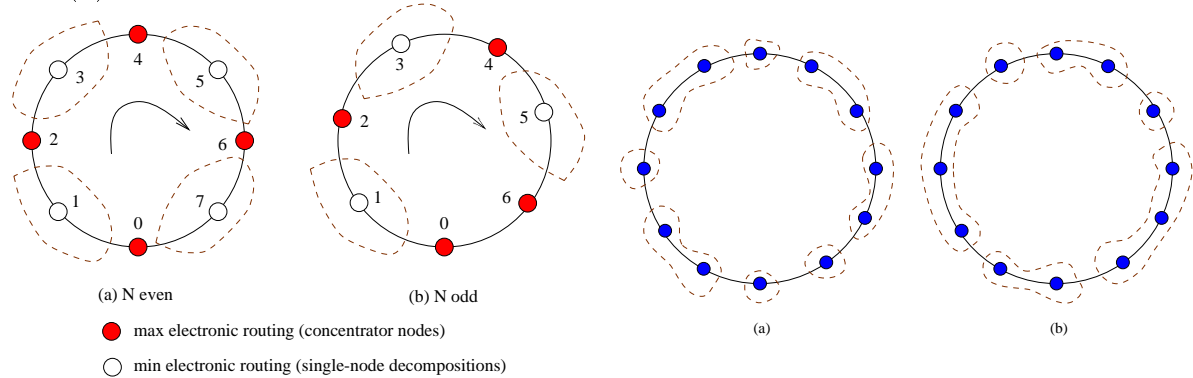 4
3
5
2
6
1
7
0
(a) N even
3
4
5
2
1
6
0
(b) N odd
max electronic routing (concentrator nodes)
min electronic routing (single-node decompositions)
(a)
(b)